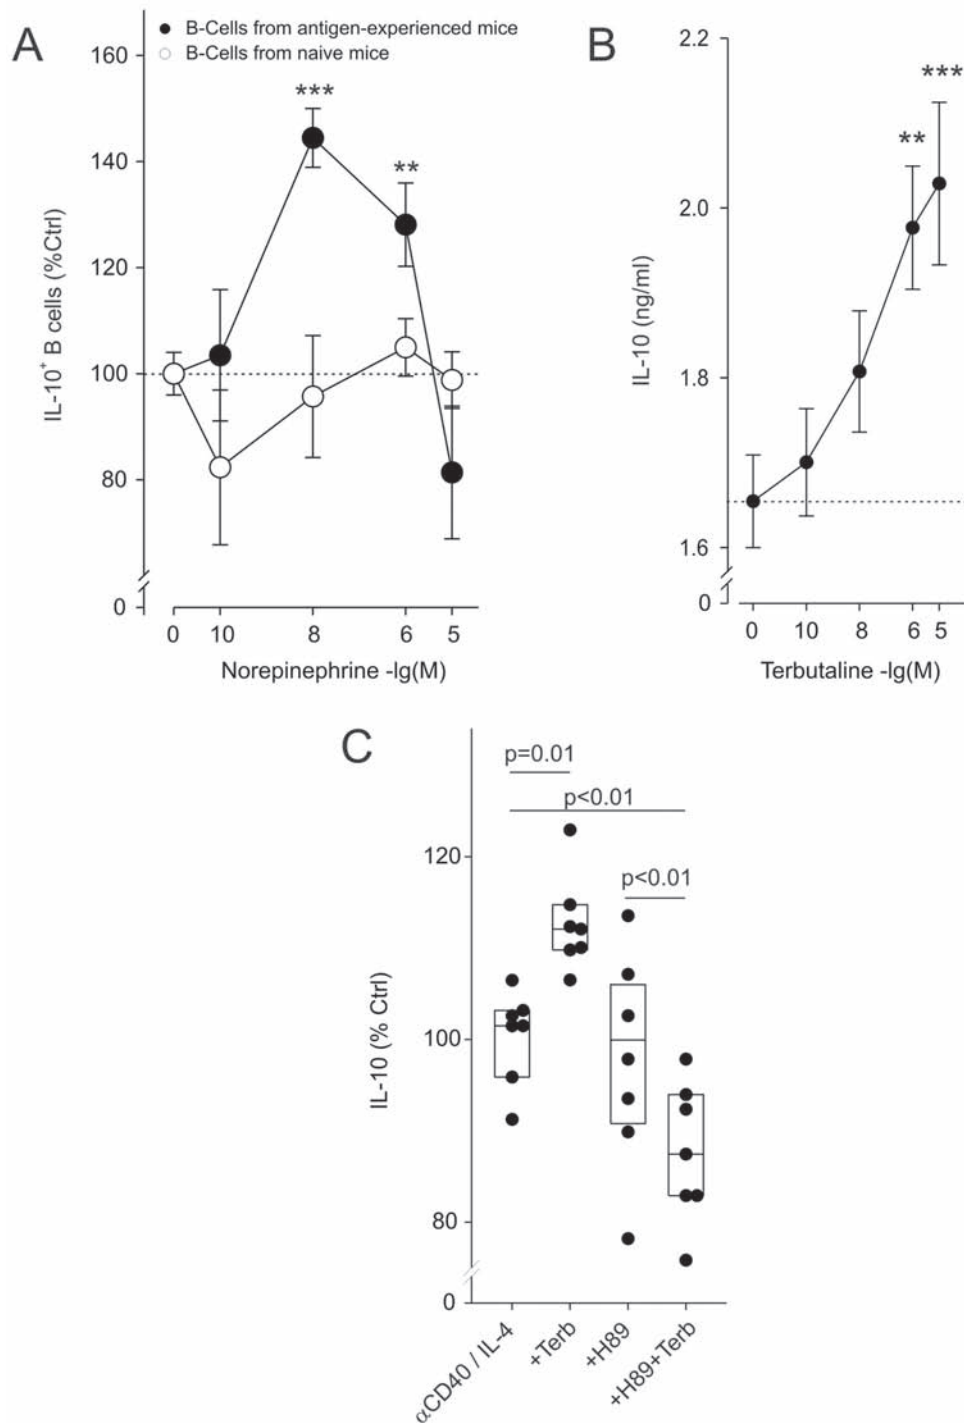 A
● B-Cells from antigen-experienced mice
○ B-Cells from naive mice
160
140
120
100
80
0
IL-10⁺ B cells (%Ctrl)
***
**
0 10 8 6 5
Norepinephrine -lg(M)
B
2.2
2.0
1.8
1.6
0
IL-10 (ng/ml)
**
***
0 10 8 6 5
Terbutaline -lg(M)
C
p=0.01
p<0.01
p<0.01
120
100
80
0
IL-10 (% Ctrl)
αCD40 / IL-4
+Terb
+H89
+H89+Terb